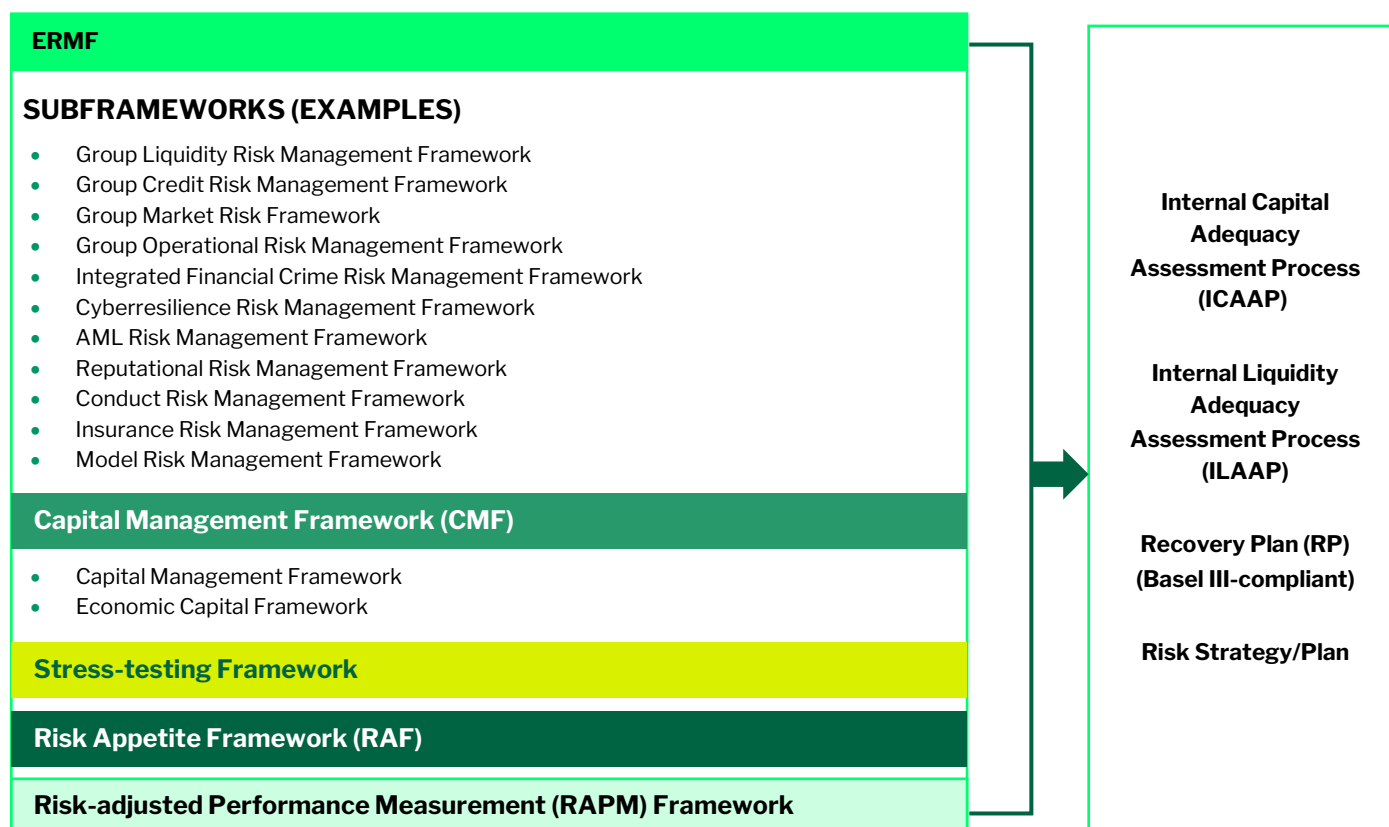 ERMF
SUBFRAMEWORKS (EXAMPLES)
• Group Liquidity Risk Management Framework
• Group Credit Risk Management Framework
• Group Market Risk Framework
• Group Operational Risk Management Framework
• Integrated Financial Crime Risk Management Framework
• Cyberresilience Risk Management Framework
• AML Risk Management Framework
• Reputational Risk Management Framework
• Conduct Risk Management Framework
• Insurance Risk Management Framework
• Model Risk Management Framework
Capital Management Framework (CMF)
• Capital Management Framework
• Economic Capital Framework
Stress-testing Framework
Risk Appetite Framework (RAF)
Risk-adjusted Performance Measurement (RAPM) Framework
Internal Capital
Adequacy
Assessment Process
(ICAAP)
Internal Liquidity
Adequacy
Assessment Process
(ILAAP)
Recovery Plan (RP)
(Basel III-compliant)
Risk Strategy/Plan